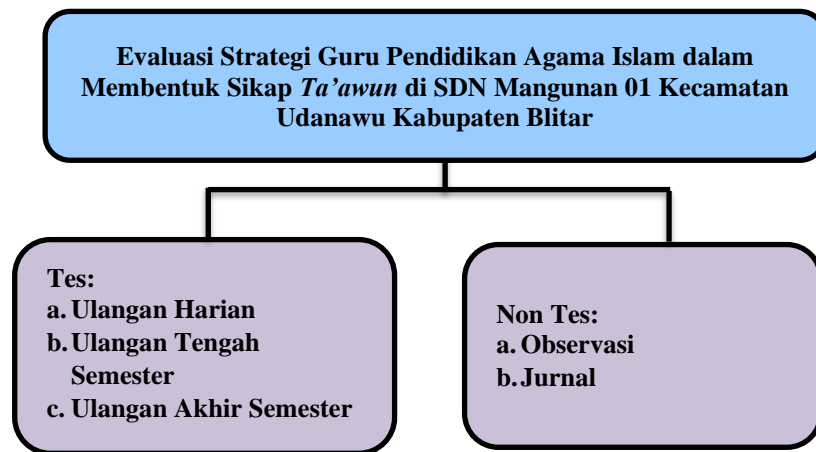 Evaluasi Strategi Guru Pendidikan Agama Islam dalam
Membentuk Sikap Ta’awun di SDN Mangunan 01 Kecamatan
Udanawu Kabupaten Blitar
Tes:
a. Ulangan Harian
b. Ulangan Tengah
Semester
c. Ulangan Akhir Semester
Non Tes:
a. Observasi
b. Jurnal